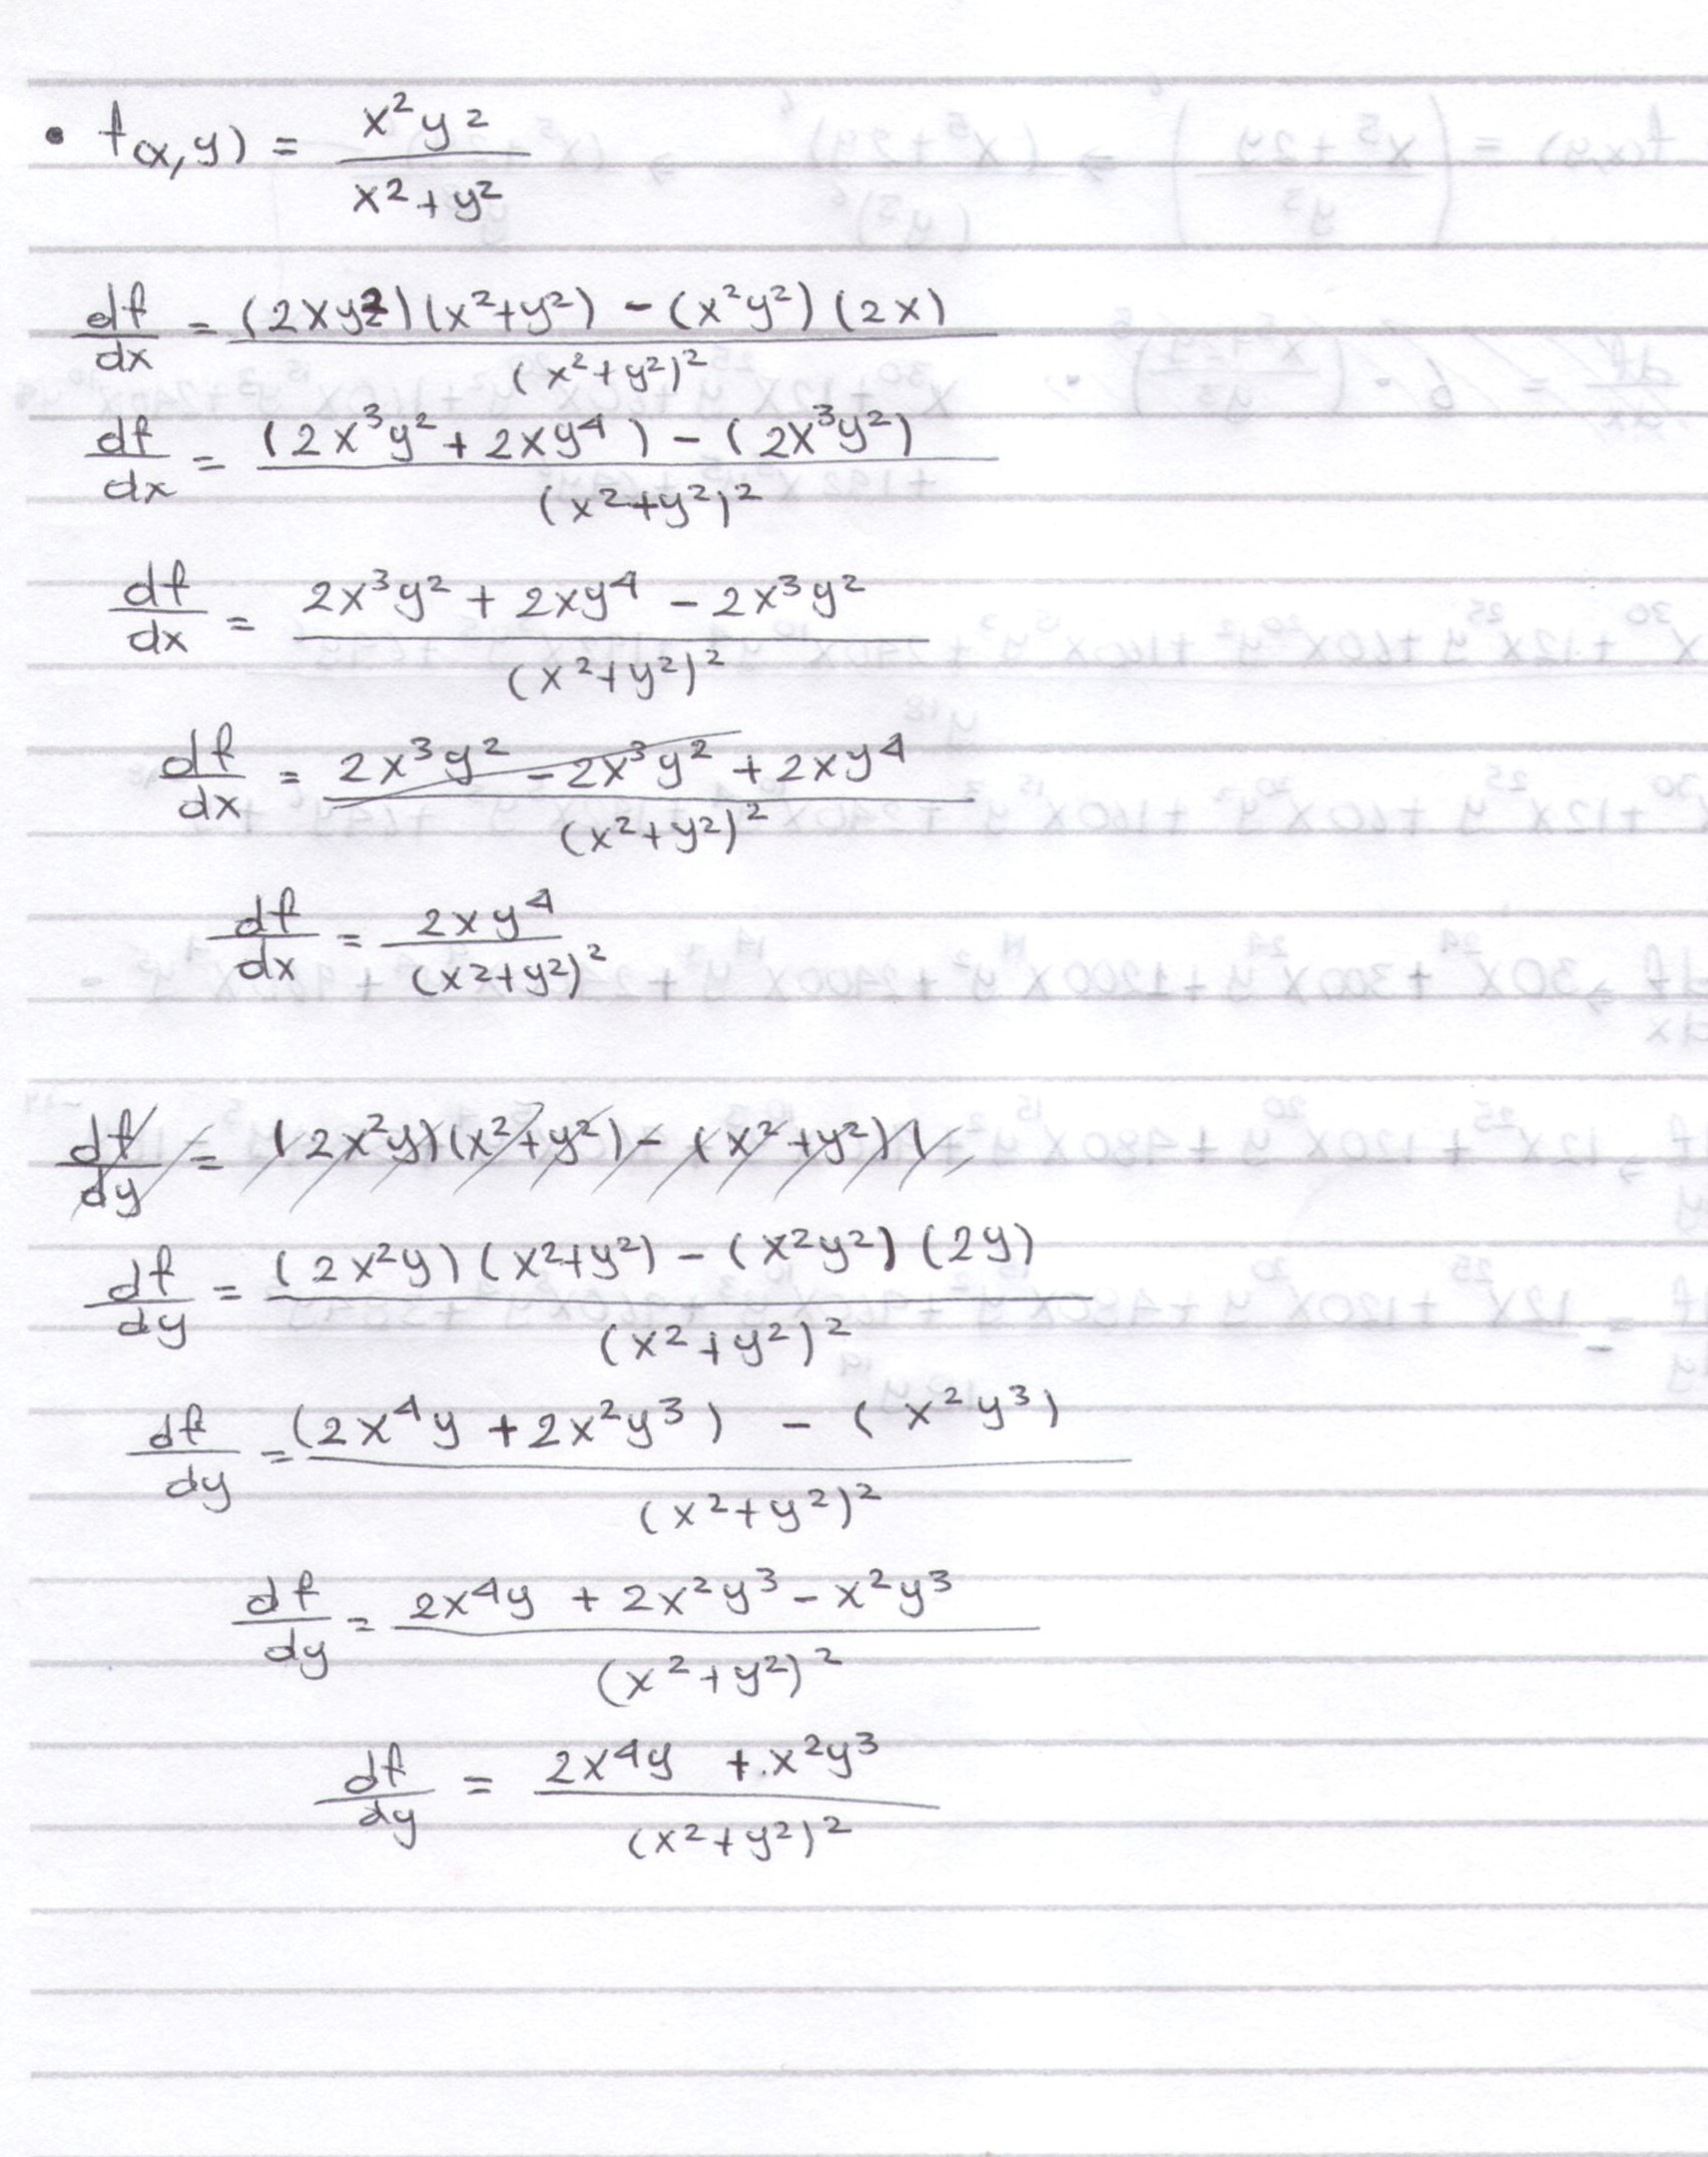 • f(x,y) = x²y² / x²+y²
df/dx = (2xy²)(x²+y²) - (x²y²)(2x) / (x²+y²)²
df/dx = (2x³y² + 2xy⁴) - (2x³y²) / (x²+y²)²
df/dx = 2x³y² + 2xy⁴ - 2x³y² / (x²+y²)²
df/dx = 2x³y² - 2x³y² + 2xy⁴ / (x²+y²)²
df/dx = 2xy⁴ / (x²+y²)²
df/dy = (2x²y)(x²+y²) - (x²+y²)(
df/dy = (2x²y)(x²+y²) - (x²y²)(2y) / (x²+y²)²
df/dy = (2x⁴y + 2x²y³) - (x²y³) / (x²+y²)²
df/dy = 2x⁴y + 2x²y³ - x²y³ / (x²+y²)²
df/dy = 2x⁴y + x²y³ / (x²+y²)²